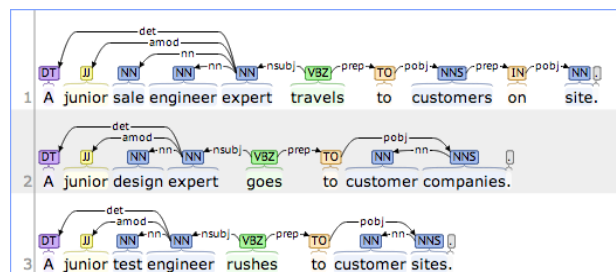 det
amod
nn
DT JJ NN NN nn NN nsubj VBZ prep TO pobj NNS prep IN pobj NN .
1 A junior sale engineer expert travels to customers on site.
det
amod pobj
DT JJ NN nn NN nsubj VBZ prep TO NN nn NNS .
2 A junior design expert goes to customer companies.
det
amod pobj
DT JJ NN nn NN nsubj VBZ prep TO NN nn NNS .
3 A junior test engineer rushes to customer sites.